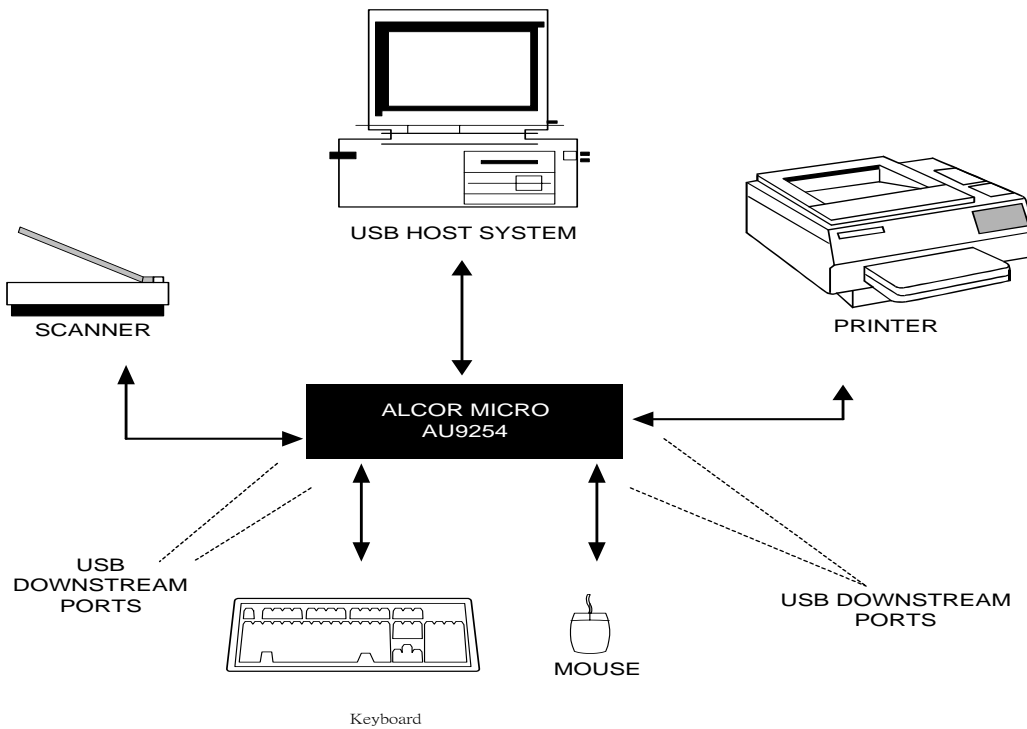 USB HOST SYSTEM
SCANNER
PRINTER
ALCOR MICRO
AU9254
USB
DOWNSTREAM
PORTS
USB DOWNSTREAM
PORTS
MOUSE
Keyboard